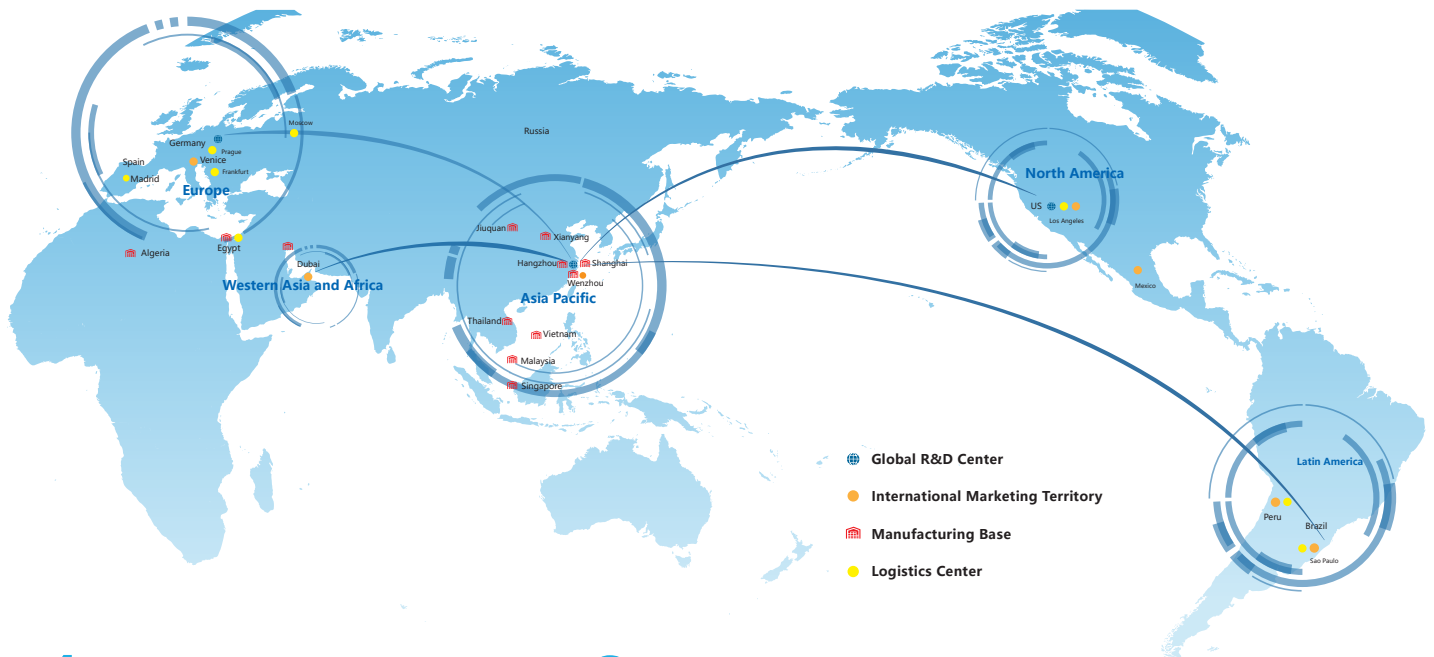 Moscow
Russia
Germany
Prague
Spain
Venice
Madrid
Frankfurt
Europe
Algeria
Egypt
Dubai
Western Asia and Africa
Jiuquan
Xianyang
Hangzhou
Shanghai
Wenzhou
Asia Pacific
Thailand
Vietnam
Malaysia
Singapore
North America
US
Los Angeles
Mexico
Latin America
Peru
Brazil
Sao Paulo
Global R&D Center
International Marketing Territory
Manufacturing Base
Logistics Center